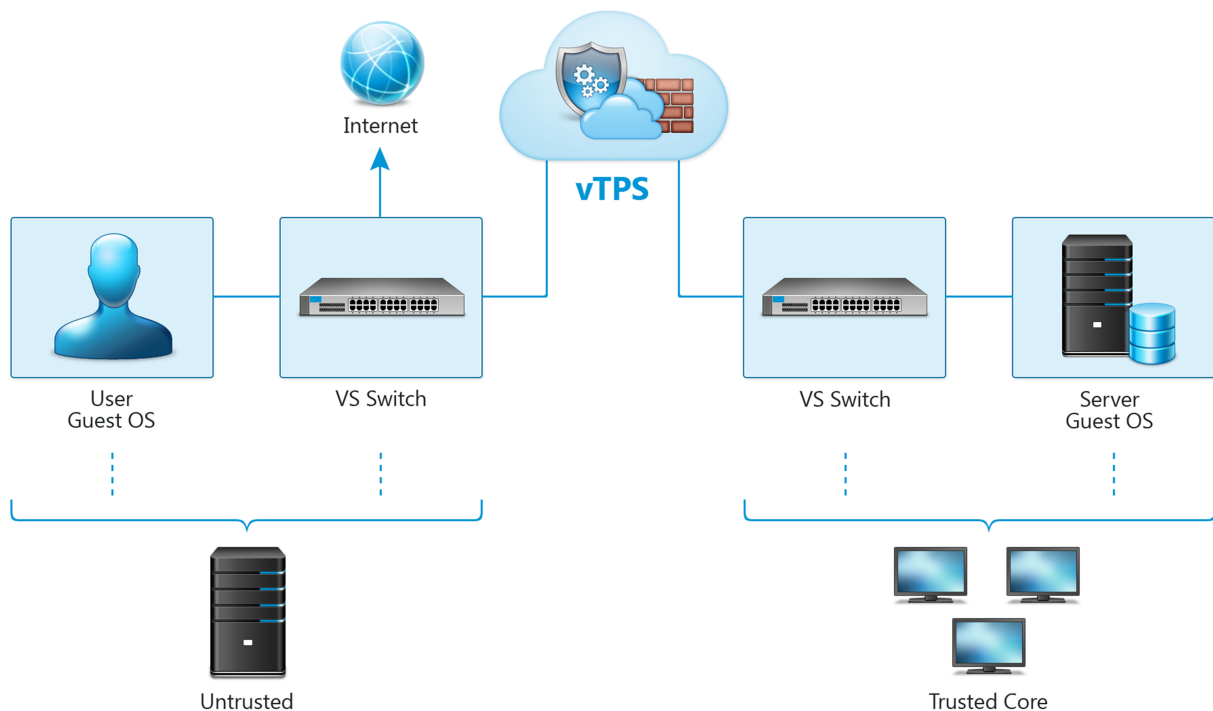 Internet
vTPS
User
Guest OS
VS Switch
VS Switch
Server
Guest OS
Untrusted
Trusted Core